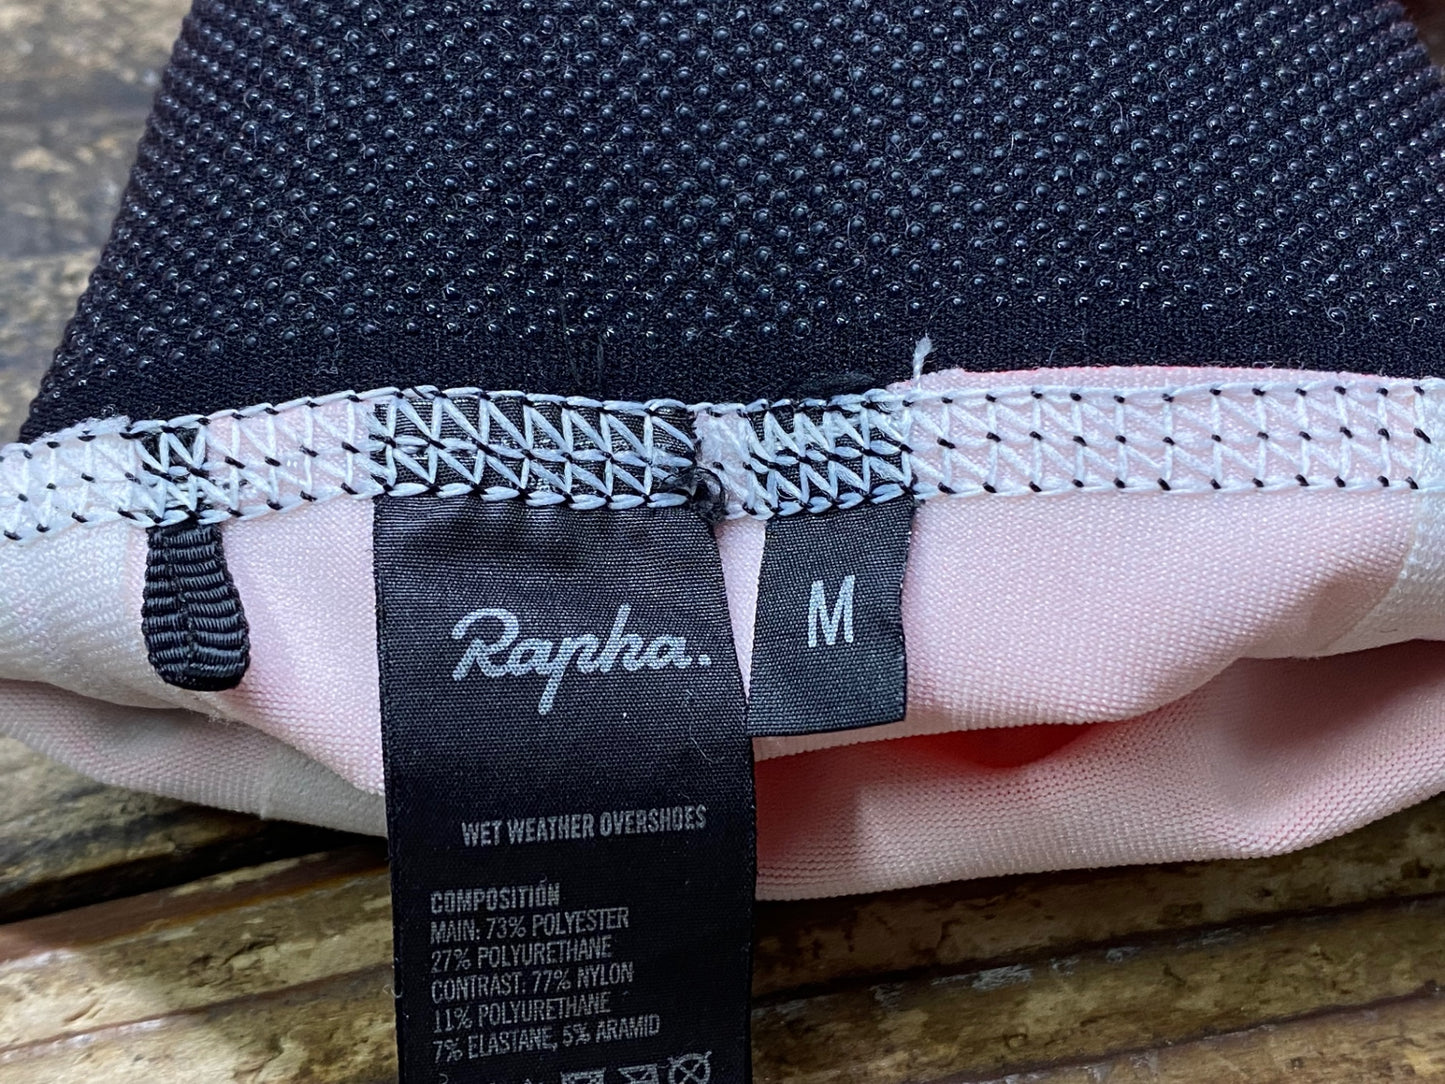 Rapha.
M
WET WEATHER OVERSHOES
COMPOSITION
MAIN: 73% POLYESTER
27% POLYURETHANE
CONTRAST: 77% NYLON
11% POLYURETHANE
7% ELASTANE, 5% ARAMID